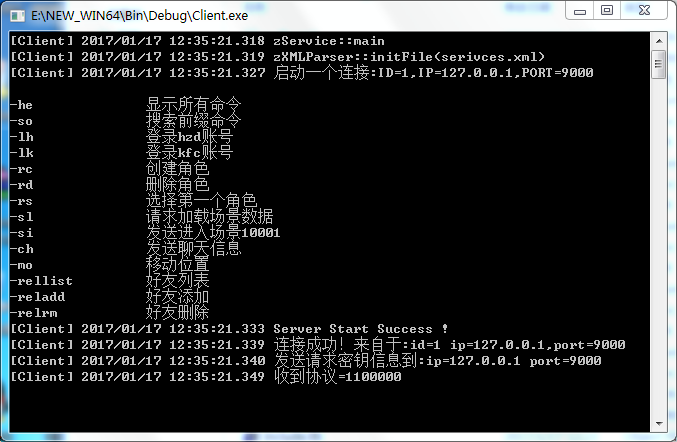 E:\NEW_WIN64\Bin\Debug\Client.exe
[Client] 2017/01/17 12:35:21.318 zService::main
[Client] 2017/01/17 12:35:21.319 zXMLParser::initFile(serivces.xml)
[Client] 2017/01/17 12:35:21.327 启动一个连接:ID=1,IP=127.0.0.1,PORT=9000
-he 显示所有命令
-so 搜索前缀命令
-lh 登录hzd账号
-lk 登录kfc账号
-rc 创建角色
-rd 删除角色
-rs 选择第一个角色
-sl 请求加载场景数据
-si 发送进入场景10001
-ch 发送聊天信息
-mo 移动位置
-rellist 好友列表
-reladd 好友添加
-relrm 好友删除
[Client] 2017/01/17 12:35:21.333 Server Start Success !
[Client] 2017/01/17 12:35:21.339 连接成功! 来自于:id=1 ip=127.0.0.1,port=9000
[Client] 2017/01/17 12:35:21.340 发送请求密钥信息到:ip=127.0.0.1 port=9000
[Client] 2017/01/17 12:35:21.349 收到协议=1100000